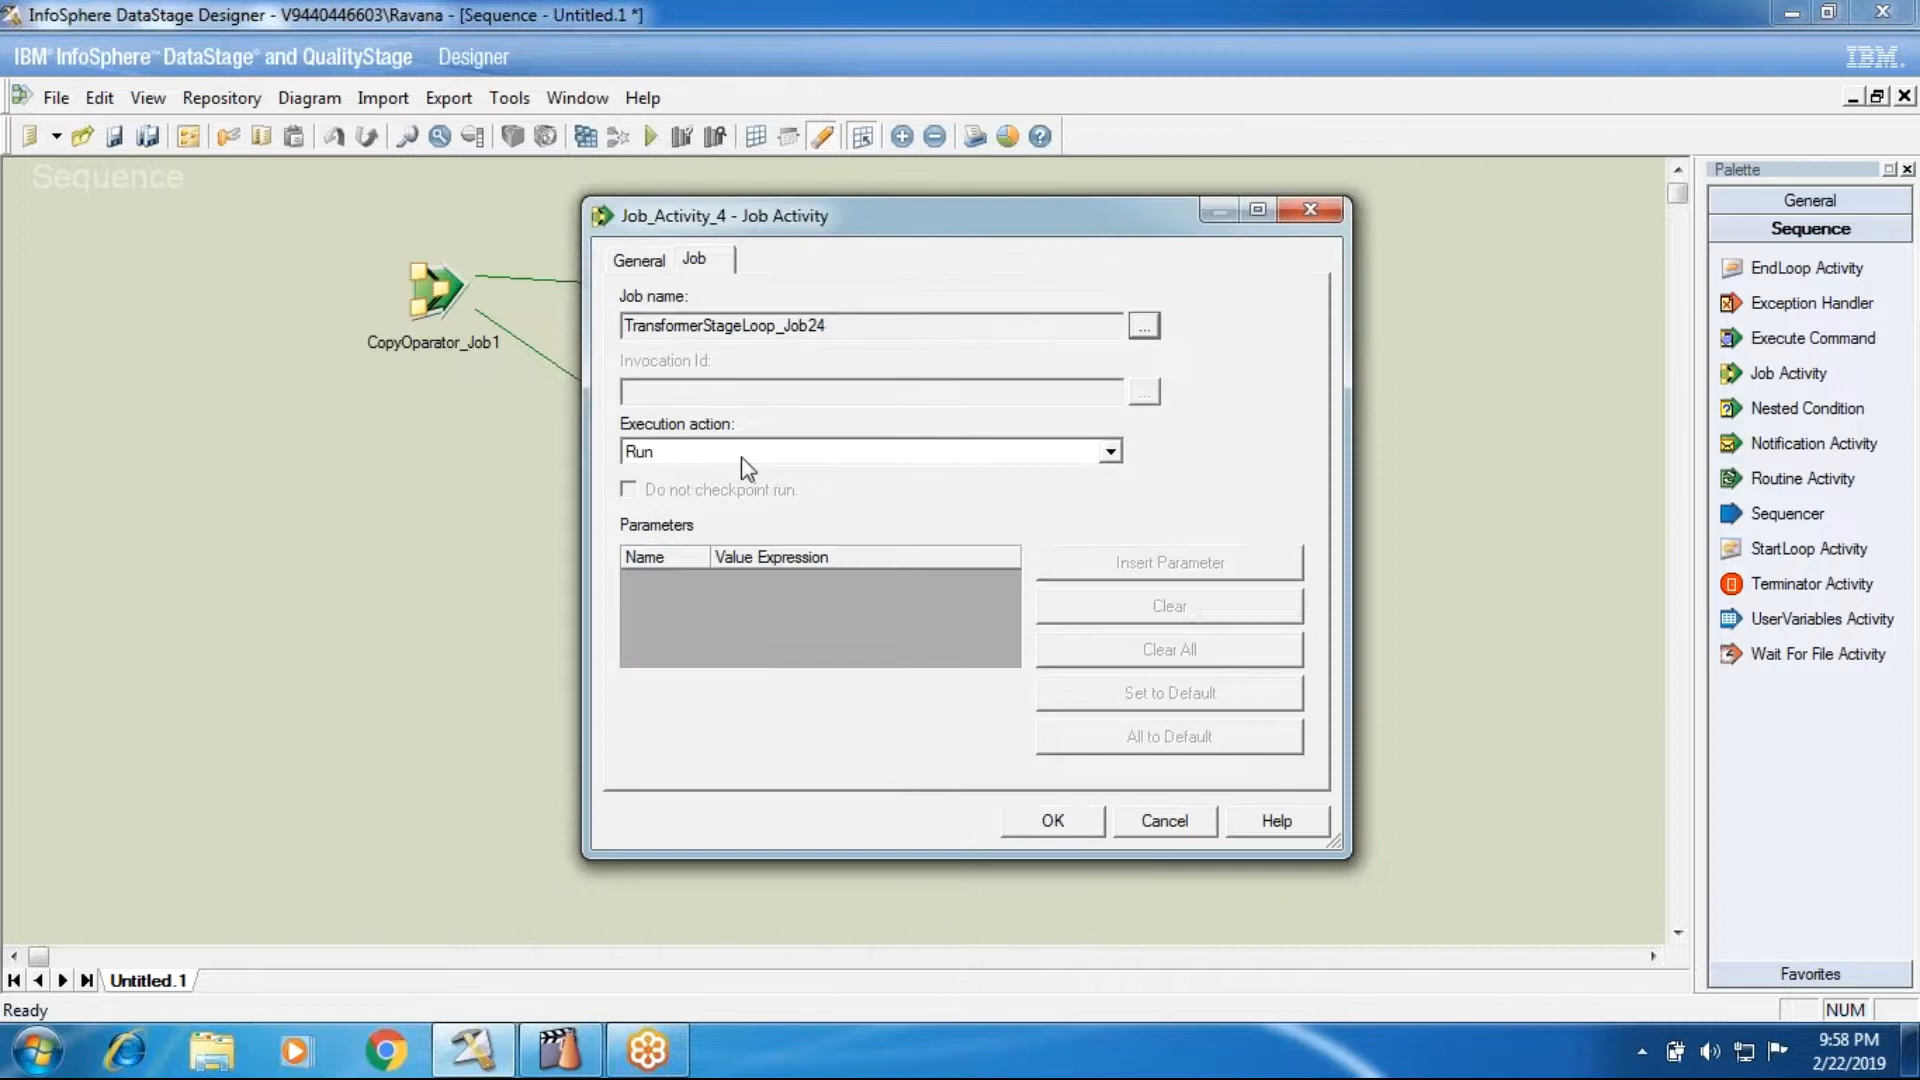 InfoSphere DataStage Designer - V9440446603\Ravana - [Sequence - Untitled.1 *]
IBM® InfoSphere™ DataStage® and QualityStage Designer
IBM.
File Edit View Repository Diagram Import Export Tools Window Help
Sequence
CopyOparator_Job1
Job_Activity_4 - Job Activity
General Job
Job name:
TransformerStageLoop_Job24
...
Invocation Id:
...
Execution action:
Run
Do not checkpoint run.
Parameters
Name Value Expression
Insert Parameter
Clear
Clear All
Set to Default
All to Default
OK Cancel Help
Palette
General
Sequence
EndLoop Activity
Exception Handler
Execute Command
Job Activity
Nested Condition
Notification Activity
Routine Activity
Sequencer
StartLoop Activity
Terminator Activity
UserVariables Activity
Wait For File Activity
Favorites
Untitled.1
Ready
NUM
9:58 PM
2/22/2019